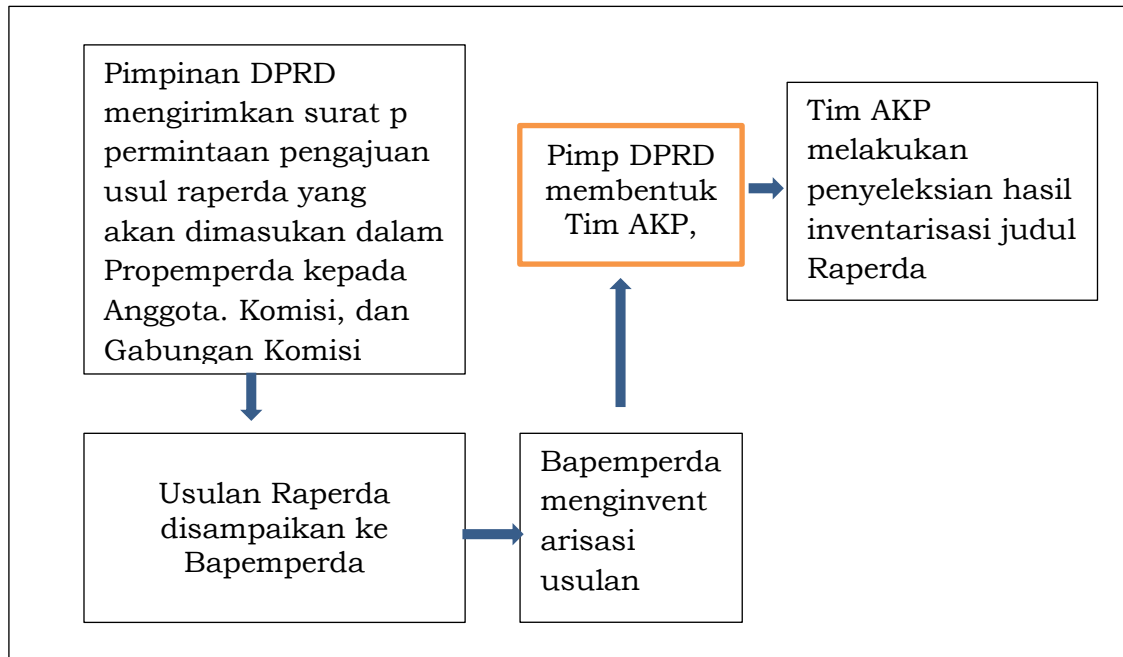 Pimpinan DPRD
mengirimkan surat p
permintaan pengajuan
usul raperda yang
akan dimasukan dalam
Propemperda kepada
Anggota. Komisi, dan
Gabungan Komisi
Usulan Raperda
disampaikan ke
Bapemperda
Bapemperda
menginvent
arisasi
usulan
Pimp DPRD
membentuk
Tim AKP,
Tim AKP
melakukan
penyeleksian hasil
inventarisasi judul
Raperda